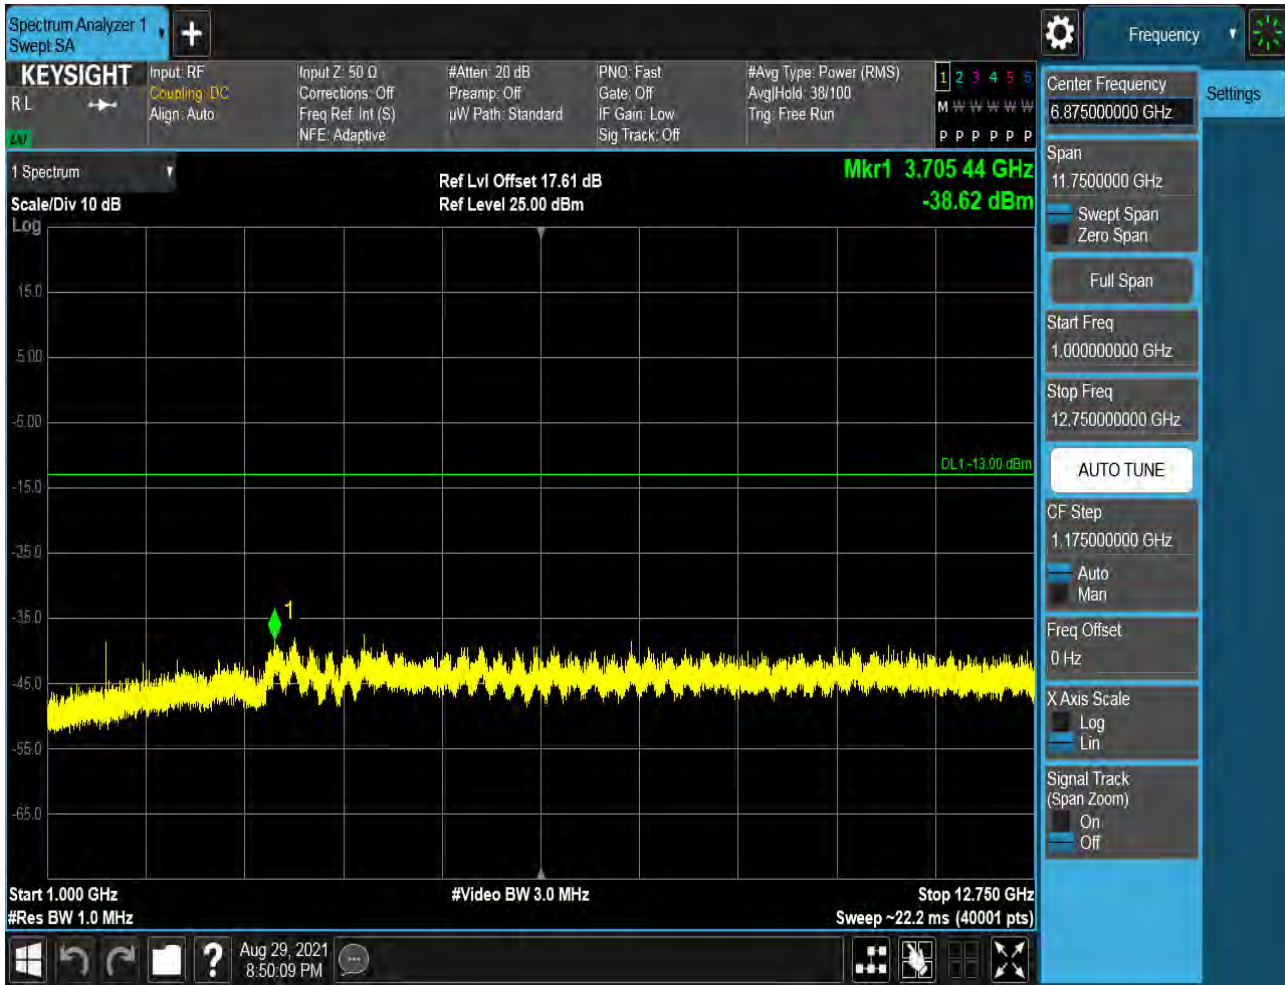 Spectrum Analyzer 1
Swept SA
Frequency
KEYSIGHT
R L
Input: RF
Coupling: DC
Align: Auto
Input Z: 50 Ω
Corrections: Off
Freq Ref: Int (S)
NFE: Adaptive
#Atten: 20 dB
Preamp: Off
µW Path: Standard
PNO: Fast
Gate: Off
IF Gain: Low
Sig Track: Off
#Avg Type: Power (RMS)
Avg|Hold: 38/100
Trig: Free Run
1 2 3 4 5 6
M W W W W W
P P P P P P
1 Spectrum
Scale/Div 10 dB
Log
Ref Lvl Offset 17.61 dB
Ref Level 25.00 dBm
Mkr1 3.705 44 GHz
-38.62 dBm
15.0
5.00
-5.00
DL1 -13.00 dBm
-15.0
-25.0
-35.0
1
-45.0
-55.0
-65.0
Start 1.000 GHz
#Res BW 1.0 MHz
#Video BW 3.0 MHz
Stop 12.750 GHz
Sweep ~22.2 ms (40001 pts)
Aug 29, 2021
8:50:09 PM
?
Center Frequency
6.875000000 GHz
Settings
Span
11.7500000 GHz
Swept Span
Zero Span
Full Span
Start Freq
1.000000000 GHz
Stop Freq
12.750000000 GHz
AUTO TUNE
CF Step
1.175000000 GHz
Auto
Man
Freq Offset
0 Hz
X Axis Scale
Log
Lin
Signal Track
(Span Zoom)
On
Off